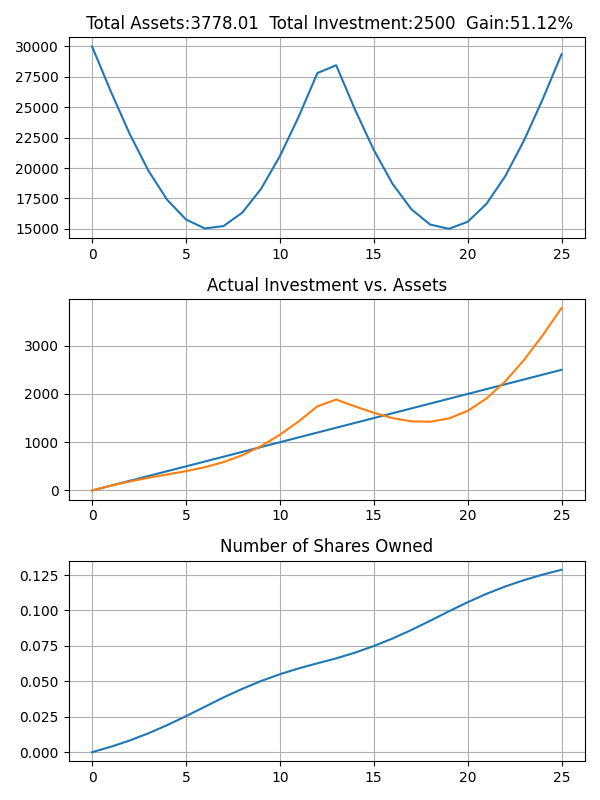 Total Assets:3778.01  Total Investment:2500  Gain:51.12%
30000
27500
25000
22500
20000
17500
15000
0 5 10 15 20 25
Actual Investment vs. Assets
3000
2000
1000
0
0 5 10 15 20 25
Number of Shares Owned
0.125
0.100
0.075
0.050
0.025
0.000
0 5 10 15 20 25